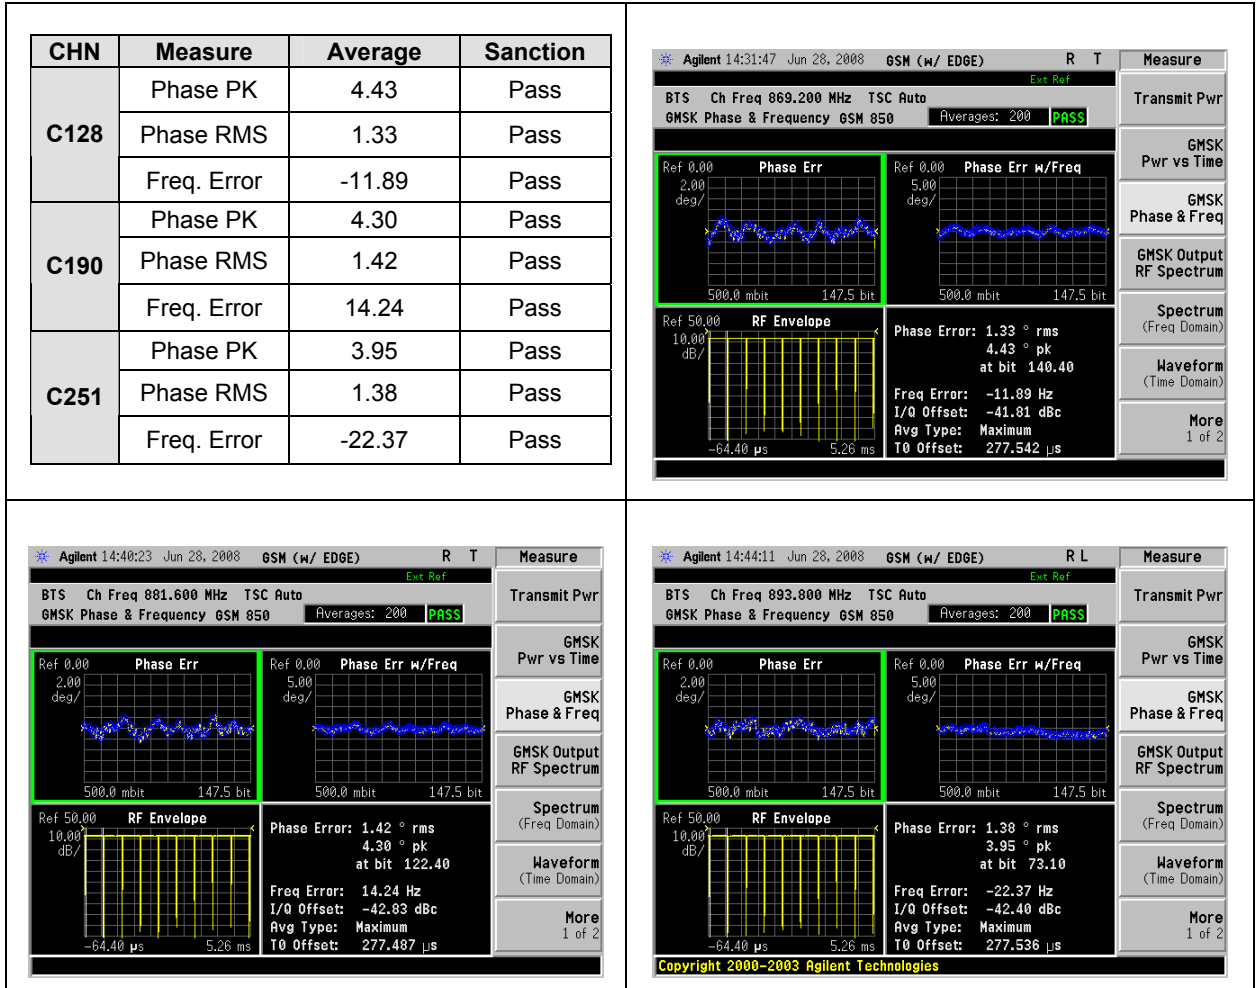 CHN Measure Average Sanction
C128 Phase PK 4.43 Pass
Phase RMS 1.33 Pass
Freq. Error -11.89 Pass
C190 Phase PK 4.30 Pass
Phase RMS 1.42 Pass
Freq. Error 14.24 Pass
C251 Phase PK 3.95 Pass
Phase RMS 1.38 Pass
Freq. Error -22.37 Pass
Agilent 14:31:47 Jun 28, 2008 GSM (w/ EDGE) R T
Ext Ref
BTS Ch Freq 869.200 MHz TSC Auto
GMSK Phase & Frequency GSM 850 Averages: 200 PASS
Ref 0.00 Phase Err
2.00
deg/
500.0 mbit 147.5 bit
Ref 0.00 Phase Err w/Freq
5.00
deg/
500.0 mbit 147.5 bit
Ref 50.00 RF Envelope
10.00
dB/
-64.40 µs 5.26 ms
Phase Error: 1.33 ° rms
4.43 ° pk
at bit 140.40
Freq Error: -11.89 Hz
I/Q Offset: -41.81 dBc
Avg Type: Maximum
T0 Offset: 277.542 µs
Measure
Transmit Pwr
GMSK
Pwr vs Time
GMSK
Phase & Freq
GMSK Output
RF Spectrum
Spectrum
(Freq Domain)
Waveform
(Time Domain)
More
1 of 2
Agilent 14:40:23 Jun 28, 2008 GSM (w/ EDGE) R T
Ext Ref
BTS Ch Freq 881.600 MHz TSC Auto
GMSK Phase & Frequency GSM 850 Averages: 200 PASS
Ref 0.00 Phase Err
2.00
deg/
500.0 mbit 147.5 bit
Ref 0.00 Phase Err w/Freq
5.00
deg/
500.0 mbit 147.5 bit
Ref 50.00 RF Envelope
10.00
dB/
-64.40 µs 5.26 ms
Phase Error: 1.42 ° rms
4.30 ° pk
at bit 122.40
Freq Error: 14.24 Hz
I/Q Offset: -42.83 dBc
Avg Type: Maximum
T0 Offset: 277.487 µs
Measure
Transmit Pwr
GMSK
Pwr vs Time
GMSK
Phase & Freq
GMSK Output
RF Spectrum
Spectrum
(Freq Domain)
Waveform
(Time Domain)
More
1 of 2
Agilent 14:44:11 Jun 28, 2008 GSM (w/ EDGE) R L
Ext Ref
BTS Ch Freq 893.800 MHz TSC Auto
GMSK Phase & Frequency GSM 850 Averages: 200 PASS
Ref 0.00 Phase Err
2.00
deg/
500.0 mbit 147.5 bit
Ref 0.00 Phase Err w/Freq
5.00
deg/
500.0 mbit 147.5 bit
Ref 50.00 RF Envelope
10.00
dB/
-64.40 µs 5.26 ms
Phase Error: 1.38 ° rms
3.95 ° pk
at bit 73.10
Freq Error: -22.37 Hz
I/Q Offset: -42.40 dBc
Avg Type: Maximum
T0 Offset: 277.536 µs
Measure
Transmit Pwr
GMSK
Pwr vs Time
GMSK
Phase & Freq
GMSK Output
RF Spectrum
Spectrum
(Freq Domain)
Waveform
(Time Domain)
More
1 of 2
Copyright 2000-2003 Agilent Technologies